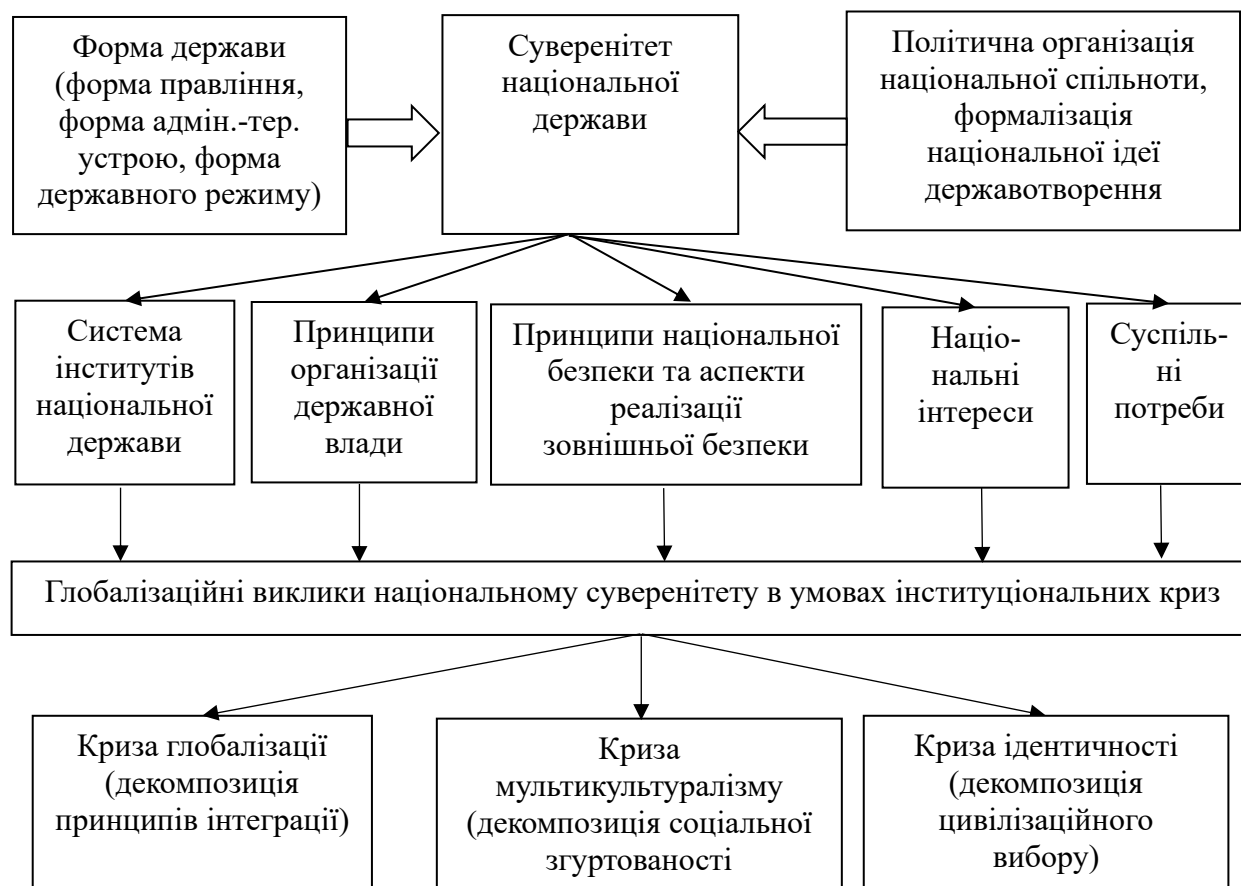 Форма держави
(форма правління,
форма адмін.-тер.
устрою, форма
державного режиму)
Суверенітет
національної
держави
Політична організація
національної спільноти,
формалізація
національної ідеї
державотворення
Система
інститутів
національної
держави
Принципи
організації
державної
влади
Принципи національної
безпеки та аспекти
реалізації
зовнішньої безпеки
Націо-
нальні
інтереси
Суспіль-
ні
потреби
Глобалізаційні виклики національному суверенітету в умовах інституціональних криз
Криза глобалізації
(декомпозиція
принципів інтеграції)
Криза
мультикультуралізму
(декомпозиція соціальної
згуртованості
Криза ідентичності
(декомпозиція
цивілізаційного
вибору)